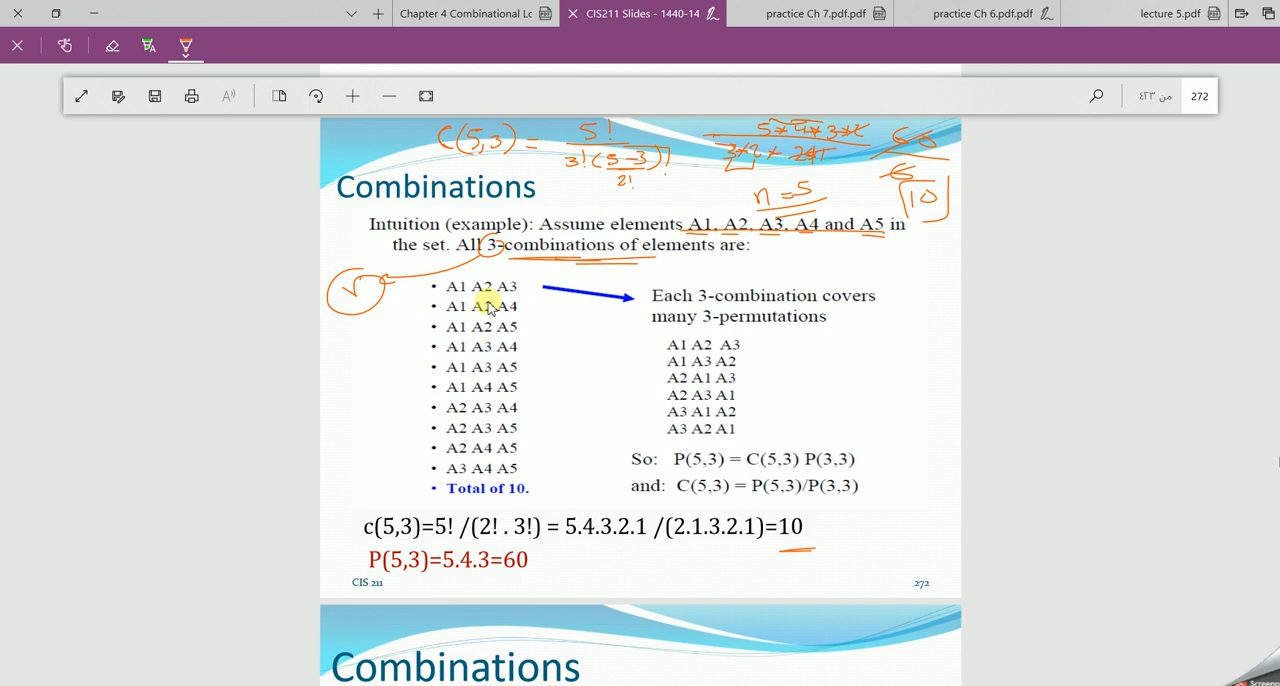 Chapter 4 Combinational Lo
CIS211 Slides - 1440-14
practice Ch 7.pdf.pdf
practice Ch 6.pdf.pdf
lecture 5.pdf
من ٤٢٣
272
C(5,3) = 5! / 3!(5-3)!
2!
60
6
10
n = 5
Combinations
Intuition (example): Assume elements A1, A2, A3, A4 and A5 in
the set. All 3-combinations of elements are:
• A1 A2 A3
• A1 A2 A4
• A1 A2 A5
• A1 A3 A4
• A1 A3 A5
• A1 A4 A5
• A2 A3 A4
• A2 A3 A5
• A2 A4 A5
• A3 A4 A5
• Total of 10.
Each 3-combination covers
many 3-permutations
A1 A2 A3
A1 A3 A2
A2 A1 A3
A2 A3 A1
A3 A1 A2
A3 A2 A1
So: P(5,3) = C(5,3) P(3,3)
and: C(5,3) = P(5,3)/P(3,3)
c(5,3)=5! /(2! . 3!) = 5.4.3.2.1 /(2.1.3.2.1)=10
P(5,3)=5.4.3=60
CIS 211
272
Combinations